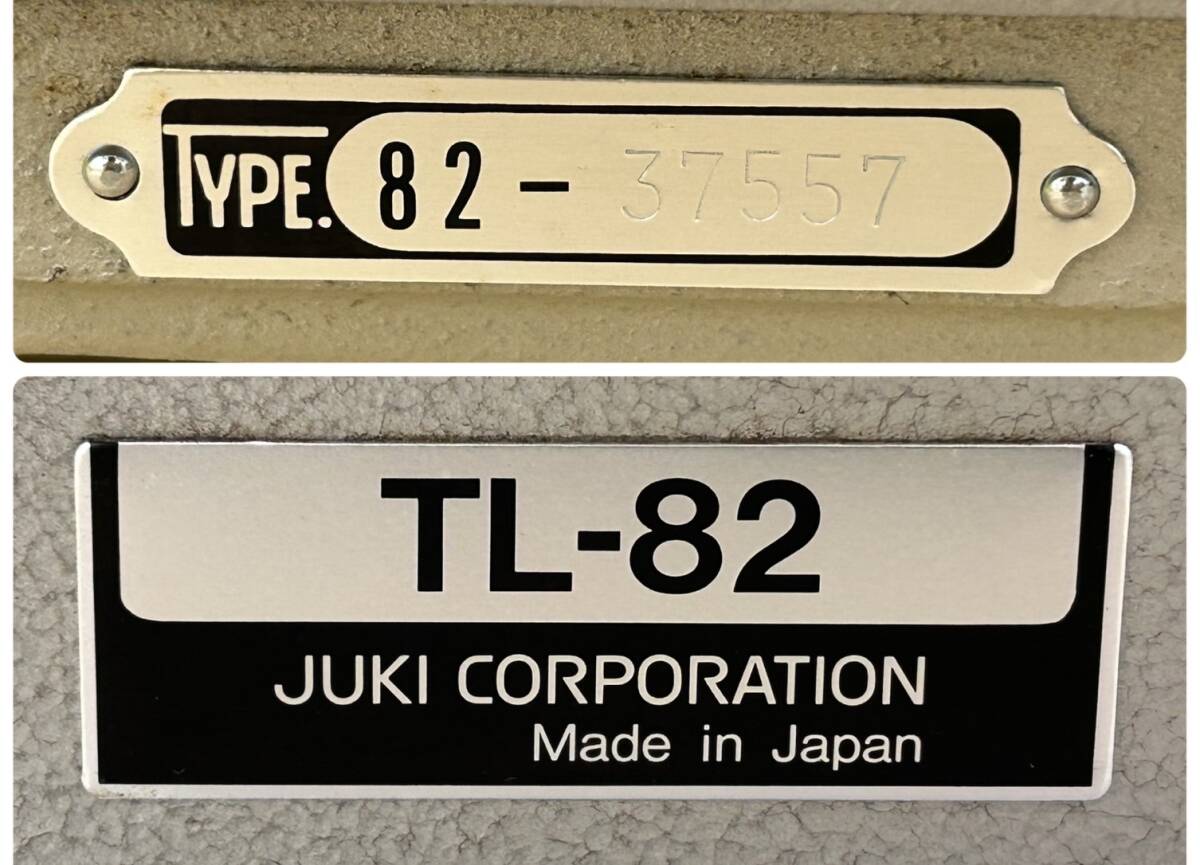 TYPE. 82-37557
TL-82
JUKI CORPORATION
Made in Japan